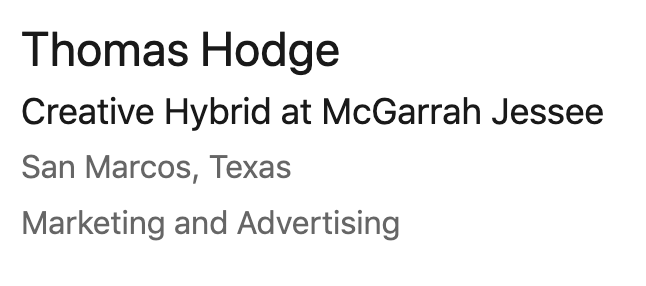 Thomas Hodge
Creative Hybrid at McGarrah Jessee
San Marcos, Texas
Marketing and Advertising